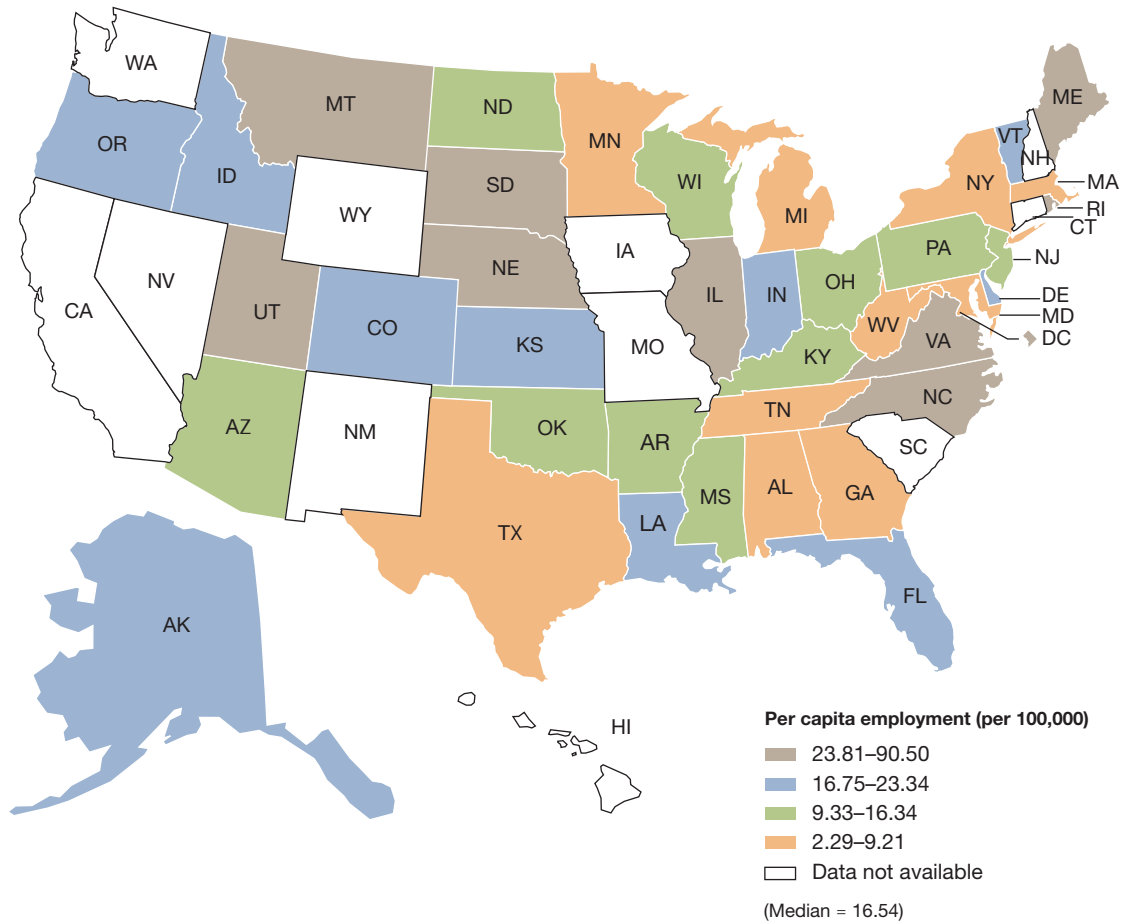 WA
MT
ND
ME
OR
MN
VT
NH
ID
SD
WI
NY
MA
WY
MI
RI
CT
IA
NE
PA
NJ
NV
UT
IL
IN
OH
DE
CA
CO
WV
MD
KS
MO
VA
DC
KY
NC
TN
AZ
NM
OK
AR
SC
MS
AL
GA
TX
LA
FL
AK
HI
Per capita employment (per 100,000)
23.81–90.50
16.75–23.34
9.33–16.34
2.29–9.21
Data not available
(Median = 16.54)